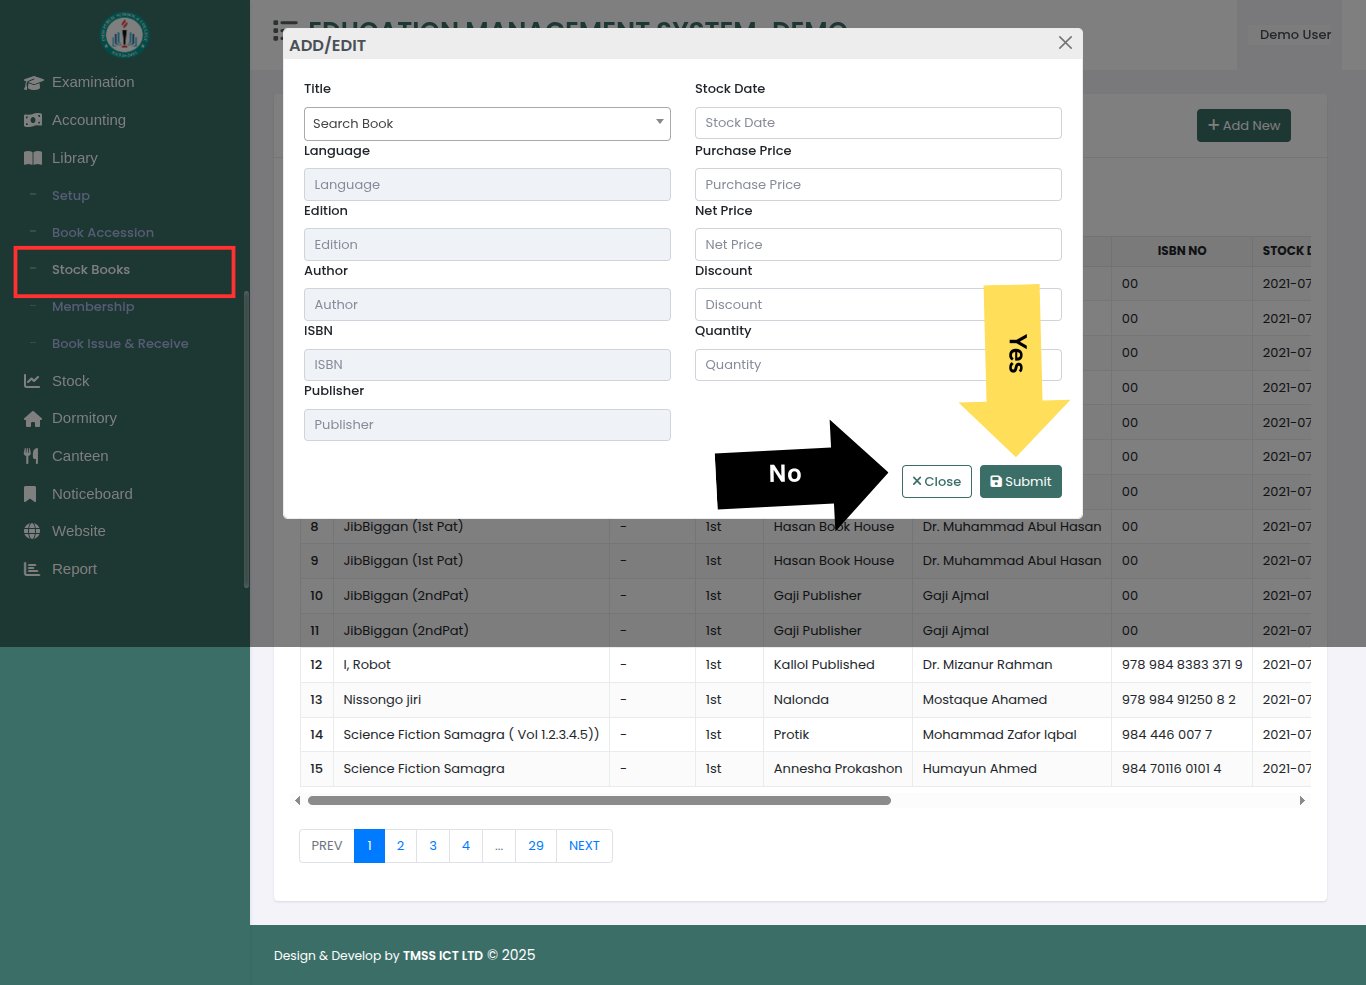 EDUCATION MANAGEMENT SYSTEM-DEMO
Demo User
Examination
Accounting
Library
Setup
Book Accession
Stock Books
Membership
Book Issue & Receive
Stock
Dormitory
Canteen
Noticeboard
Website
Report
Add New
ADD/EDIT
Title
Search Book
Language
Language
Edition
Edition
Author
Author
ISBN
ISBN
Publisher
Publisher
Stock Date
Stock Date
Purchase Price
Purchase Price
Net Price
Net Price
Discount
Discount
Quantity
Quantity
Yes
No
Close
Submit
ISBN NO STOCK D
00 2021-07
00 2021-07
00 2021-07
00 2021-07
00 2021-07
00 2021-07
00 2021-07
8 JibBiggan (1st Pat) - 1st Hasan Book House Dr. Muhammad Abul Hasan 00 2021-07
9 JibBiggan (1st Pat) - 1st Hasan Book House Dr. Muhammad Abul Hasan 00 2021-07
10 JibBiggan (2ndPat) - 1st Gaji Publisher Gaji Ajmal 00 2021-07
11 JibBiggan (2ndPat) - 1st Gaji Publisher Gaji Ajmal 00 2021-07
12 I, Robot - 1st Kallol Published Dr. Mizanur Rahman 978 984 8383 371 9 2021-07
13 Nissongo jiri - 1st Nalonda Mostaque Ahamed 978 984 91250 8 2 2021-07
14 Science Fiction Samagra ( Vol 1.2.3.4.5)) - 1st Protik Mohammad Zafor Iqbal 984 446 007 7 2021-07
15 Science Fiction Samagra - 1st Annesha Prokashon Humayun Ahmed 984 70116 0101 4 2021-07
PREV 1 2 3 4 ... 29 NEXT
Design & Develop by TMSS ICT LTD © 2025